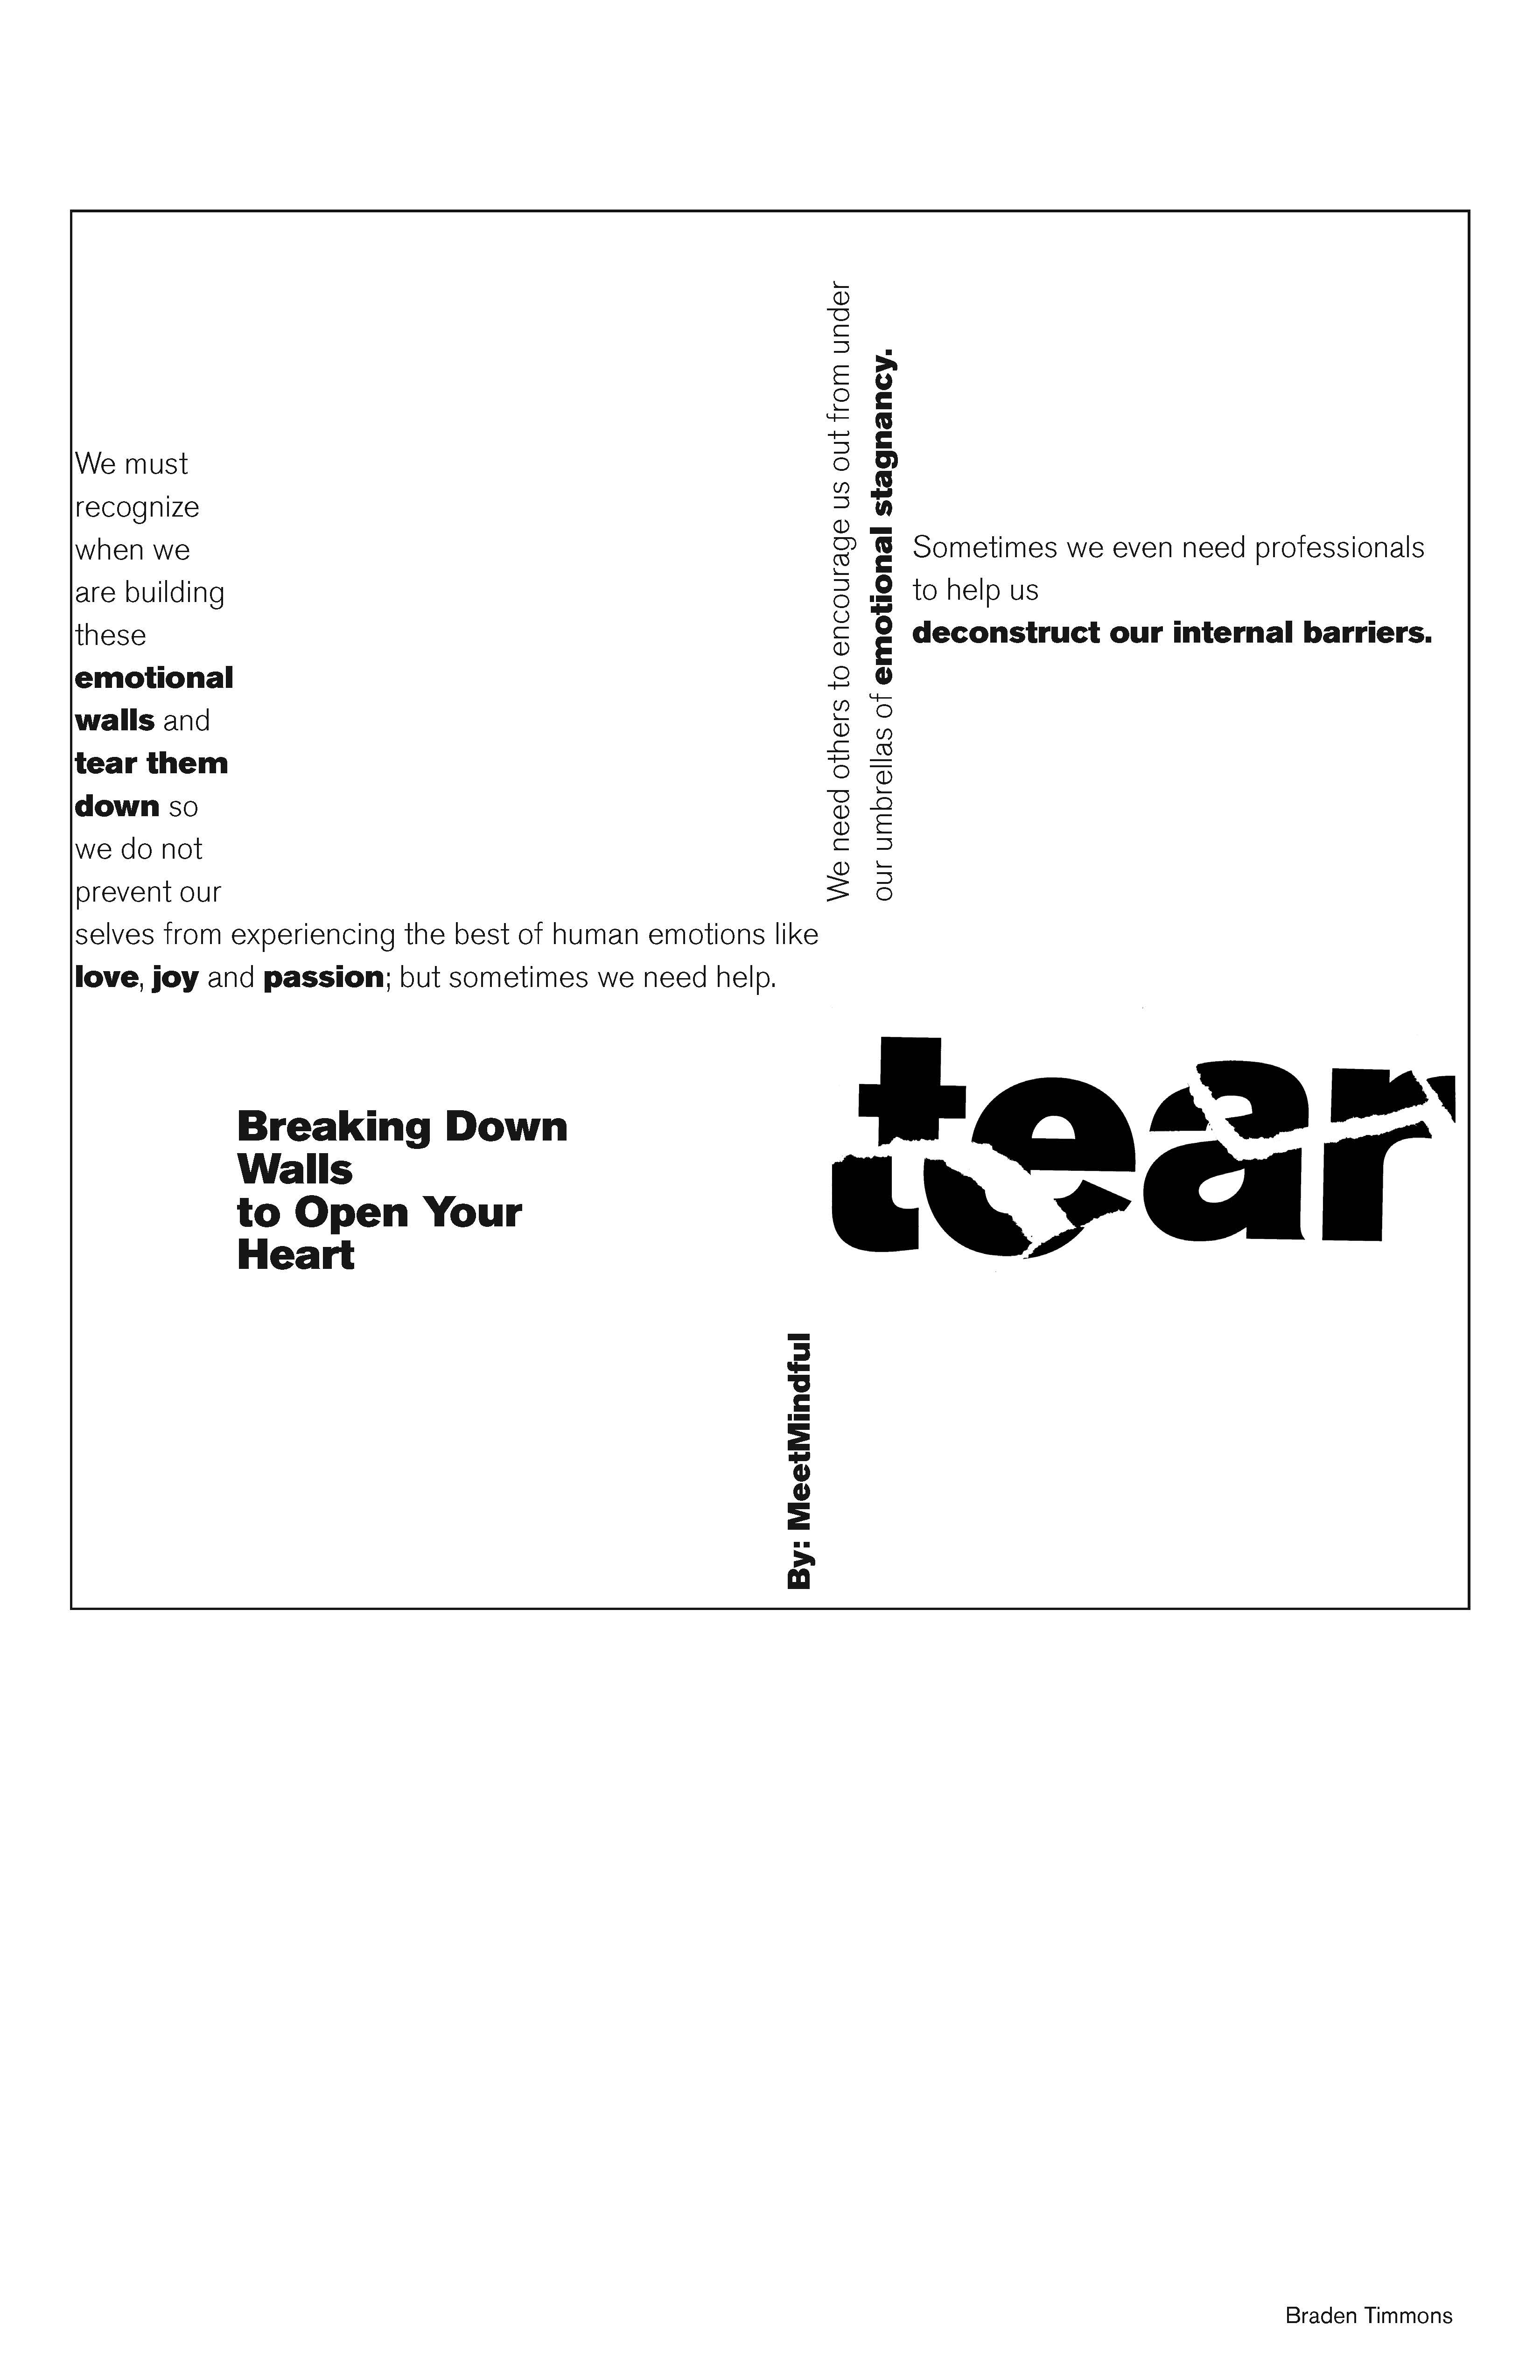 We must
recognize
when we
are building
these
emotional
walls and
tear them
down so
we do not
prevent our
selves from experiencing the best of human emotions like
love, joy and passion; but sometimes we need help.
We need others to encourage us out from under
our umbrellas of emotional stagnancy.
Sometimes we even need professionals
to help us
deconstruct our internal barriers.
tear
Breaking Down
Walls
to Open Your
Heart
By: MeetMindful
Braden Timmons